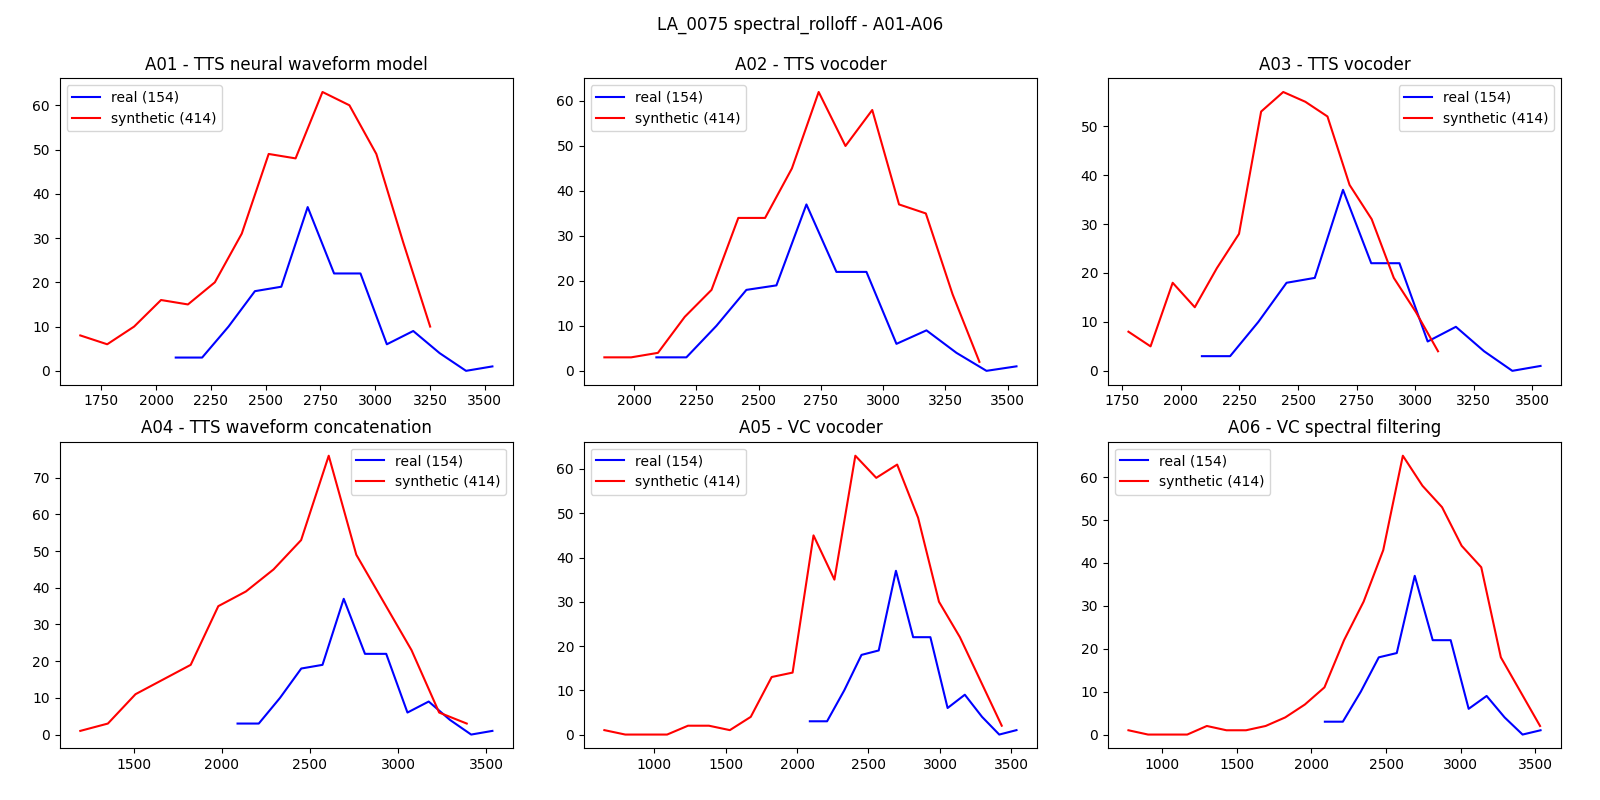 LA_0075 spectral_rolloff - A01-A06
A01 - TTS neural waveform model
real (154)
synthetic (414)
60
50
40
30
20
10
0
1750 2000 2250 2500 2750 3000 3250 3500
A02 - TTS vocoder
real (154)
synthetic (414)
60
50
40
30
20
10
0
2000 2250 2500 2750 3000 3250 3500
A03 - TTS vocoder
real (154)
synthetic (414)
50
40
30
20
10
0
1750 2000 2250 2500 2750 3000 3250 3500
A04 - TTS waveform concatenation
real (154)
synthetic (414)
70
60
50
40
30
20
10
0
1500 2000 2500 3000 3500
A05 - VC vocoder
real (154)
synthetic (414)
60
50
40
30
20
10
0
1000 1500 2000 2500 3000 3500
A06 - VC spectral filtering
real (154)
synthetic (414)
60
50
40
30
20
10
0
1000 1500 2000 2500 3000 3500